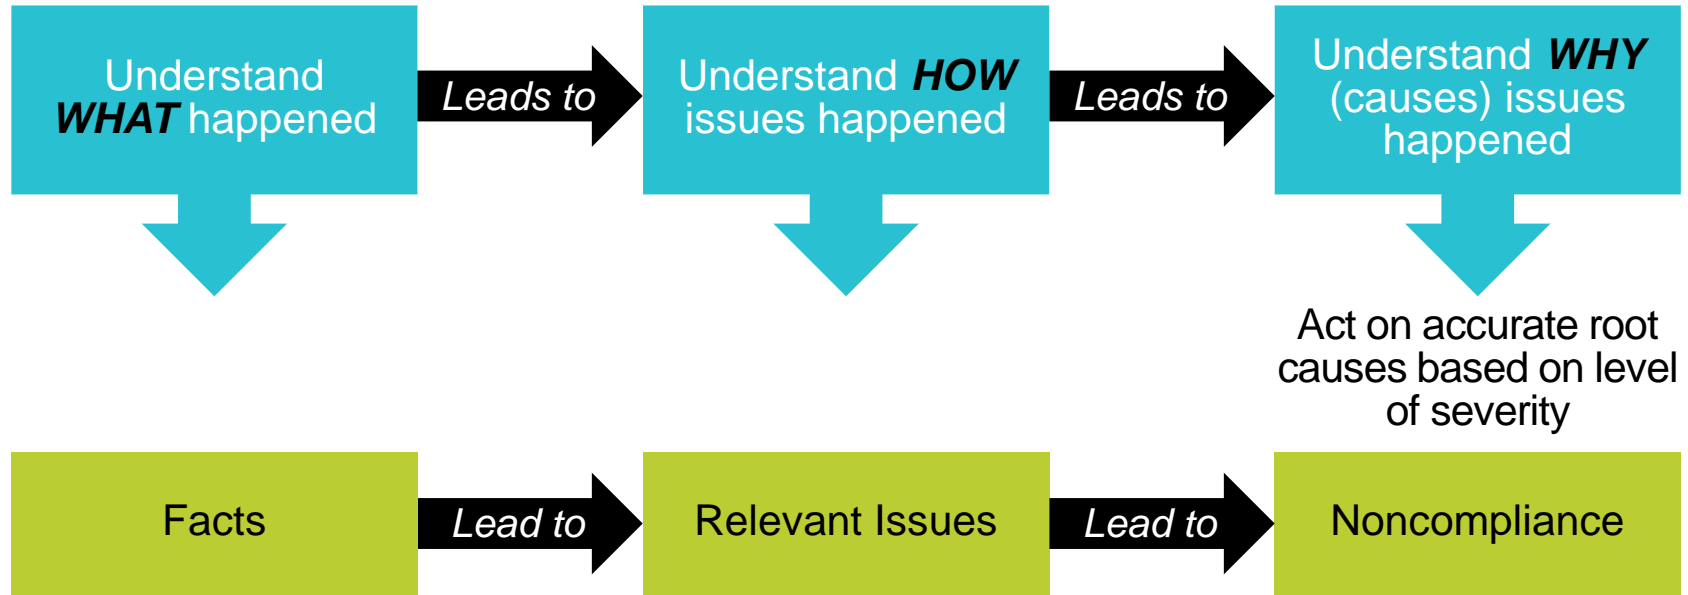 Understand
WHAT happened
Leads to
Understand HOW
issues happened
Leads to
Understand WHY
(causes) issues
happened
Act on accurate root
causes based on level
of severity
Facts
Lead to
Relevant Issues
Lead to
Noncompliance